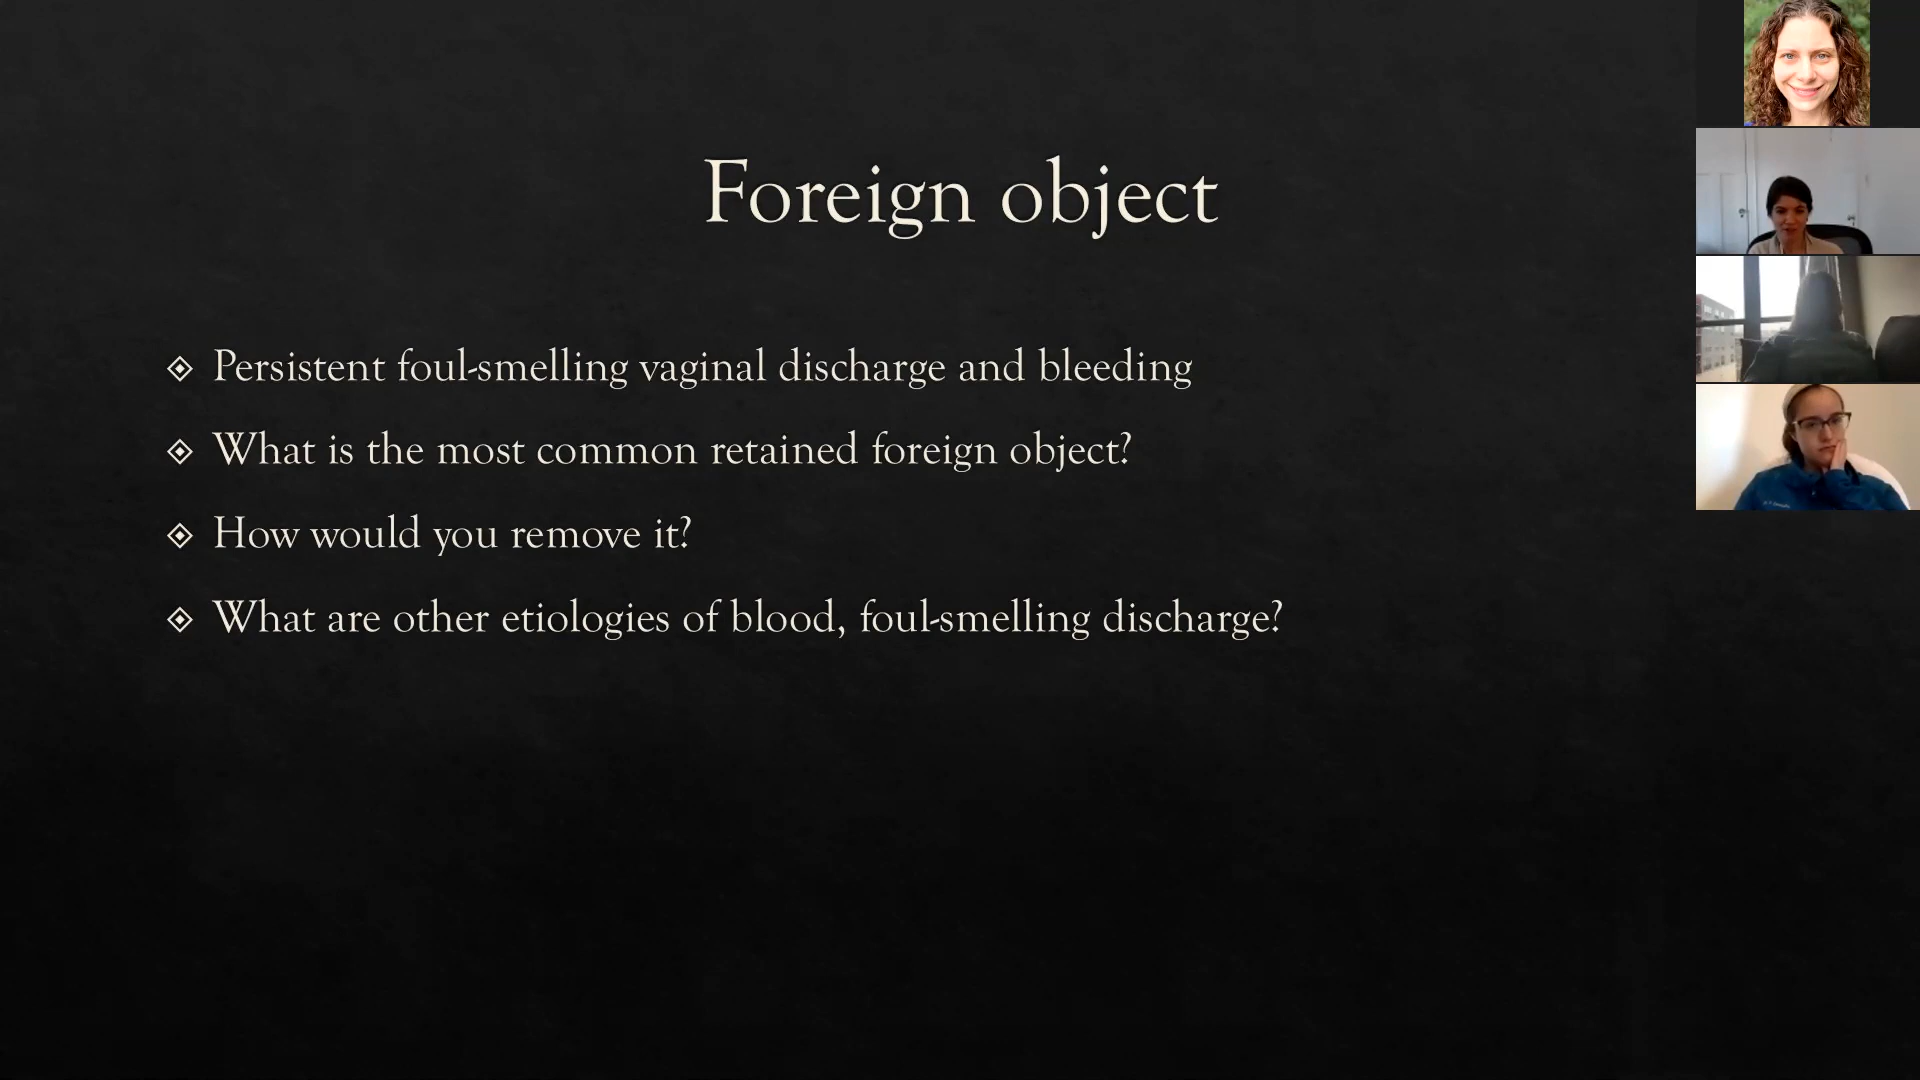 Foreign object
Persistent foul-smelling vaginal discharge and bleeding
What is the most common retained foreign object?
How would you remove it?
What are other etiologies of blood, foul-smelling discharge?